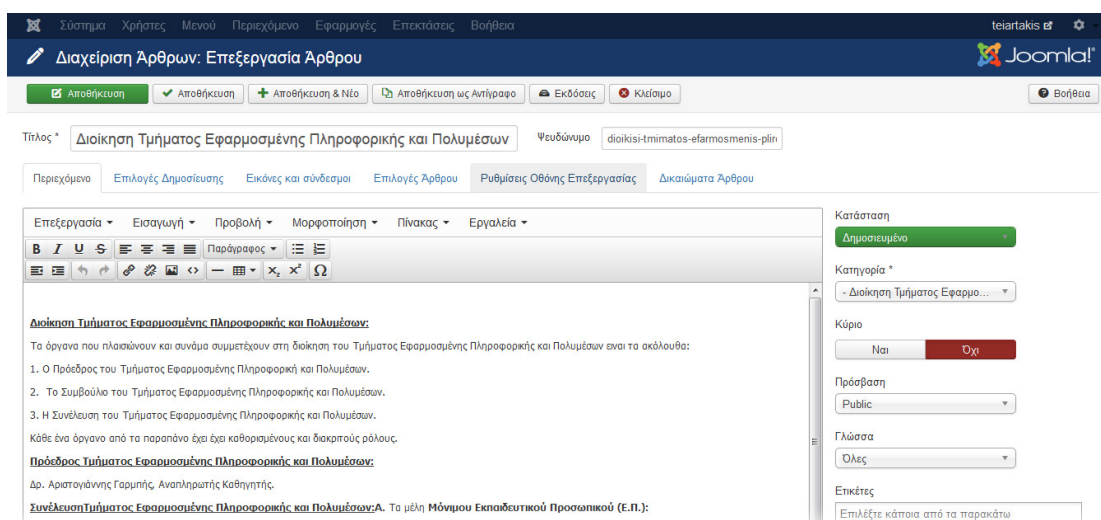 Σύστημα Χρήστες Μενού Περιεχόμενο Εφαρμογές Επεκτάσεις Βοήθεια teiartakis
Διαχείριση Άρθρων: Επεξεργασία Άρθρου Joomla!
Αποθήκευση Αποθήκευση Αποθήκευση & Νέο Αποθήκευση ως Αντίγραφο Εκδόσεις Κλείσιμο Βοήθεια
Τίτλος * Διοίκηση Τμήματος Εφαρμοσμένης Πληροφορικής και Πολυμέσων Ψευδώνυμο dioikisi-tmimatos-efarmosmenis-plir
Περιεχόμενο Επιλογές Δημοσίευσης Εικόνες και σύνδεσμοι Επιλογές Άρθρου Ρυθμίσεις Οθόνης Επεξεργασίας Δικαιώματα Άρθρου
Επεξεργασία Εισαγωγή Προβολή Μορφοποίηση Πίνακας Εργαλεία
B I U S Παράγραφος
x₂ x² Ω
Διοίκηση Τμήματος Εφαρμοσμένης Πληροφορικής και Πολυμέσων:
Τα όργανα που πλαισιώνουν και συνάμα συμμετέχουν στη διοίκηση του Τμήματος Εφαρμοσμένης Πληροφορικής και Πολυμέσων ειναι τα ακόλουθα:
1. Ο Πρόεδρος του Τμήματος Εφαρμοσμένης Πληροφορική και Πολυμέσων.
2. Το Συμβούλιο του Τμήματος Εφαρμοσμένης Πληροφορικής και Πολυμέσων.
3. Η Συνέλευση του Τμήματος Εφαρμοσμένης Πληροφορικής και Πολυμέσων.
Κάθε ένα όργανο από τα παραπάνο έχει έχει καθορισμένους και διακριτούς ρόλους.
Πρόεδρος Τμήματος Εφαρμοσμένης Πληροφορικής και Πολυμέσων:
Δρ. Αριστογιάννης Γαρμπής, Αναπληρωτής Καθηγητής.
ΣυνέλευσηΤμήματος Εφαρμοσμένης Πληροφορικής και Πολυμέσων:Α. Τα μέλη Μόνιμου Εκπαιδευτικού Προσωπικού (Ε.Π.):
Κατάσταση
Δημοσιευμένο
Κατηγορία *
- Διοίκηση Τμήματος Εφαρμο...
Κύριο
Ναι Όχι
Πρόσβαση
Public
Γλώσσα
Όλες
Ετικέτες
Επιλέξτε κάποια από τα παρακάτω